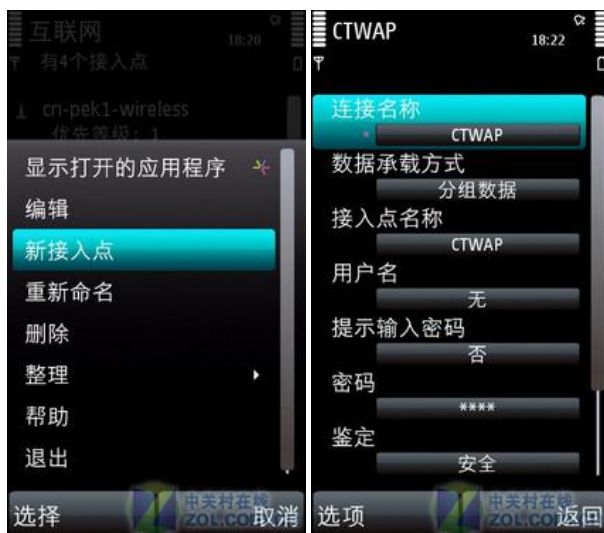 互联网
18:20
有4个接入点
cn-pek1-wireless
优先等级: 1
显示打开的应用程序
编辑
新接入点
重新命名
删除
整理
帮助
退出
选择
取消
中关村在线
ZOL.CO
CTWAP
18:22
连接名称
*
CTWAP
数据承载方式
分组数据
接入点名称
CTWAP
用户名
无
提示输入密码
否
密码
****
鉴定
安全
选项
返回
中关村在线
ZOL.COM